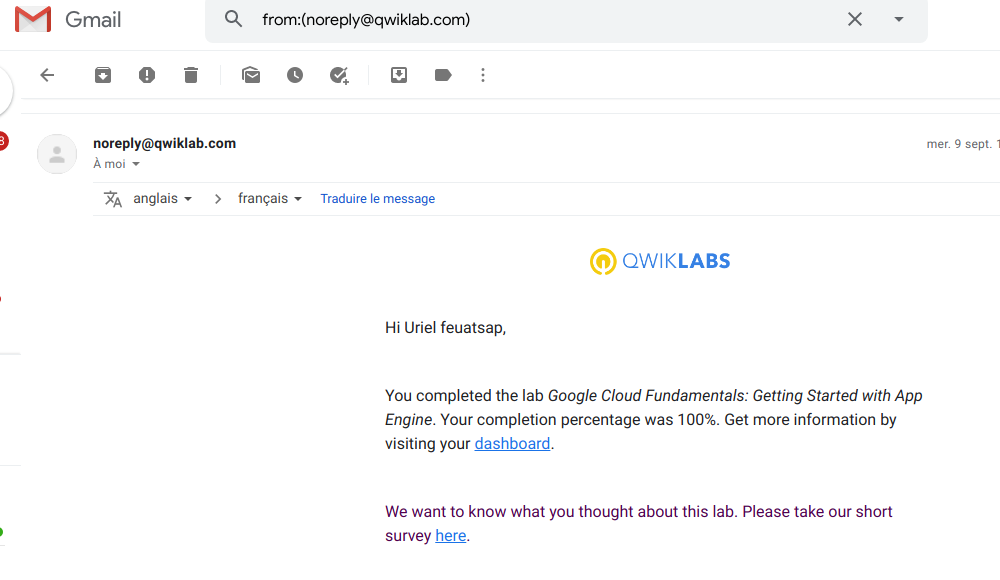 Gmail
from:(noreply@qwiklab.com)
noreply@qwiklab.com
mer. 9 sept. 1
À moi
anglais
français
Traduire le message
QWIKLABS
Hi Uriel feuatsap,
You completed the lab Google Cloud Fundamentals: Getting Started with App
Engine. Your completion percentage was 100%. Get more information by
visiting your dashboard.
We want to know what you thought about this lab. Please take our short
survey here.